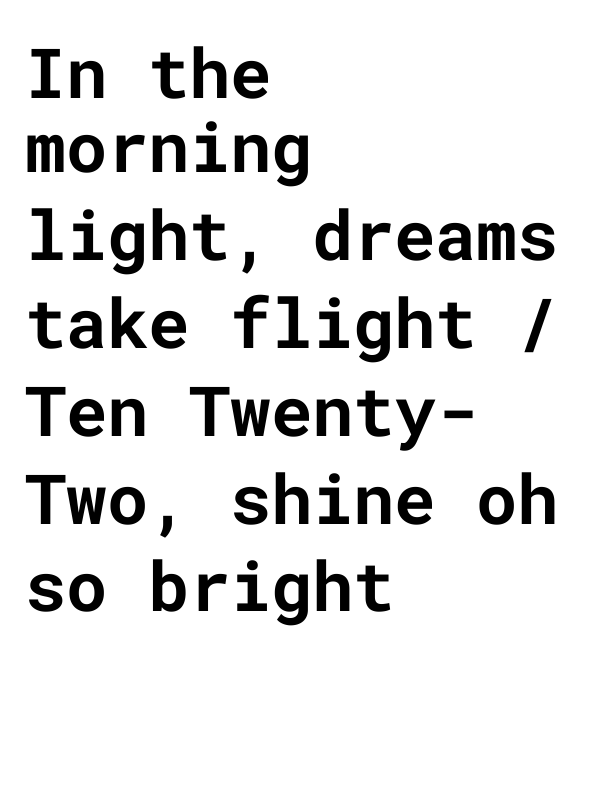 In the
morning
light, dreams
take flight /
Ten Twenty-
Two, shine oh
so bright